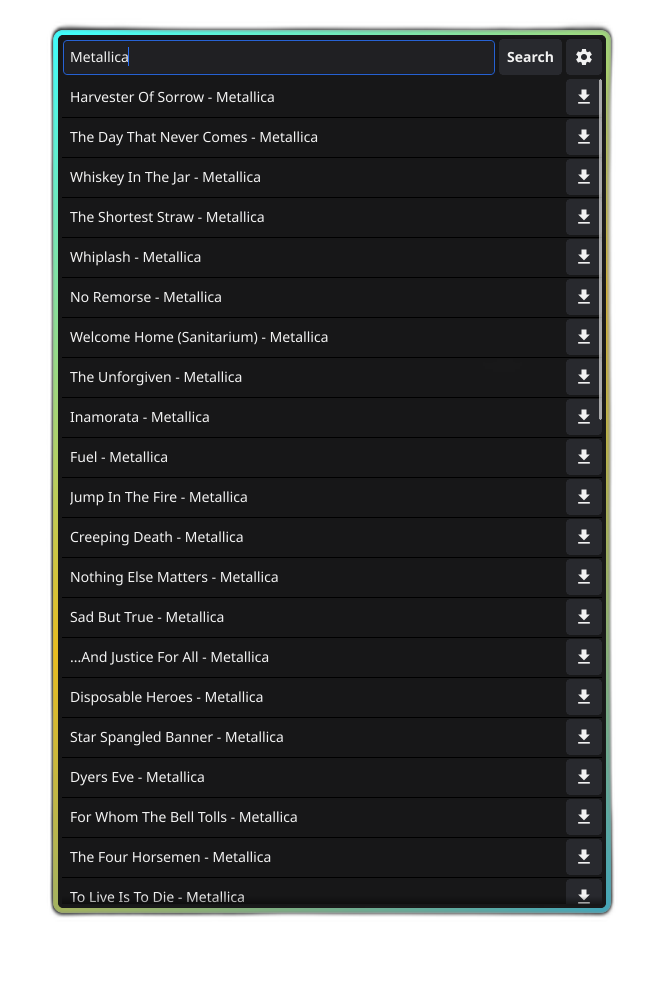 Metallica Search
Harvester Of Sorrow - Metallica
The Day That Never Comes - Metallica
Whiskey In The Jar - Metallica
The Shortest Straw - Metallica
Whiplash - Metallica
No Remorse - Metallica
Welcome Home (Sanitarium) - Metallica
The Unforgiven - Metallica
Inamorata - Metallica
Fuel - Metallica
Jump In The Fire - Metallica
Creeping Death - Metallica
Nothing Else Matters - Metallica
Sad But True - Metallica
...And Justice For All - Metallica
Disposable Heroes - Metallica
Star Spangled Banner - Metallica
Dyers Eve - Metallica
For Whom The Bell Tolls - Metallica
The Four Horsemen - Metallica
To Live Is To Die - Metallica